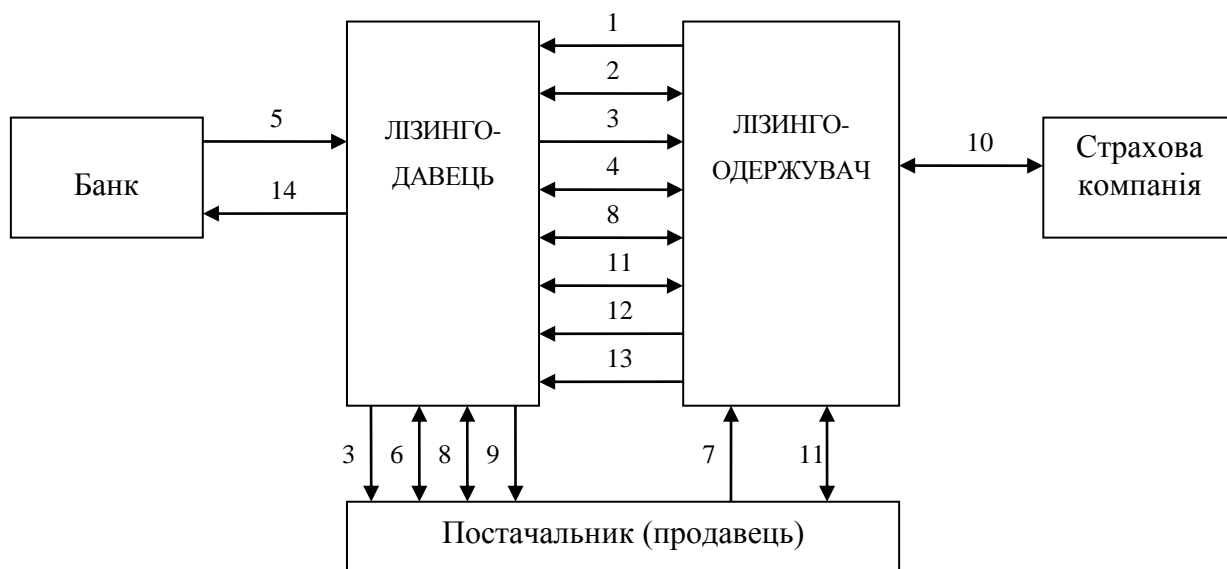 1
2
3
4
8
11
12
13
5
14
10
Банк
ЛІЗИНГО-
ДАВЕЦЬ
ЛІЗИНГО-
ОДЕРЖУВАЧ
Страхова
компанія
3
6
8
9
7
11
Постачальник (продавець)